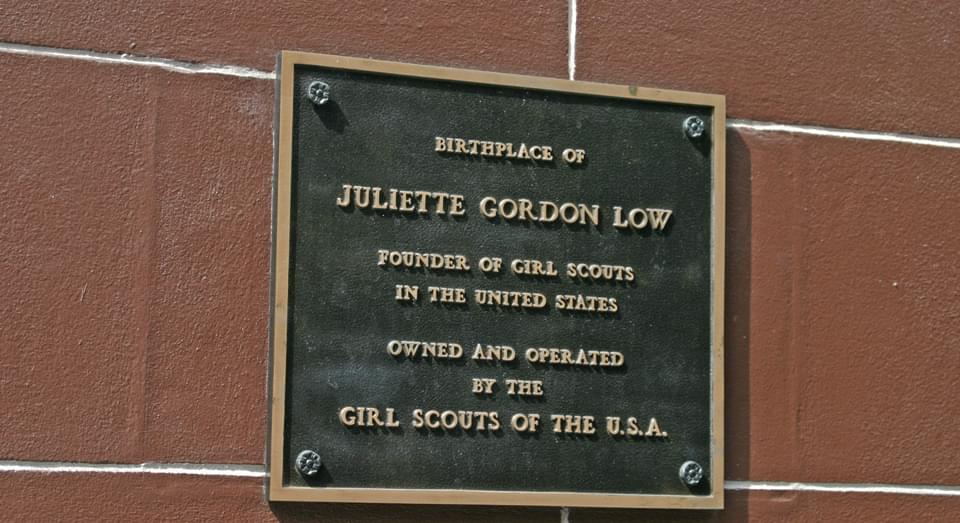 BIRTHPLACE OF
JULIETTE GORDON LOW
FOUNDER OF GIRL SCOUTS
IN THE UNITED STATES
OWNED AND OPERATED
BY THE
GIRL SCOUTS OF THE U.S.A.